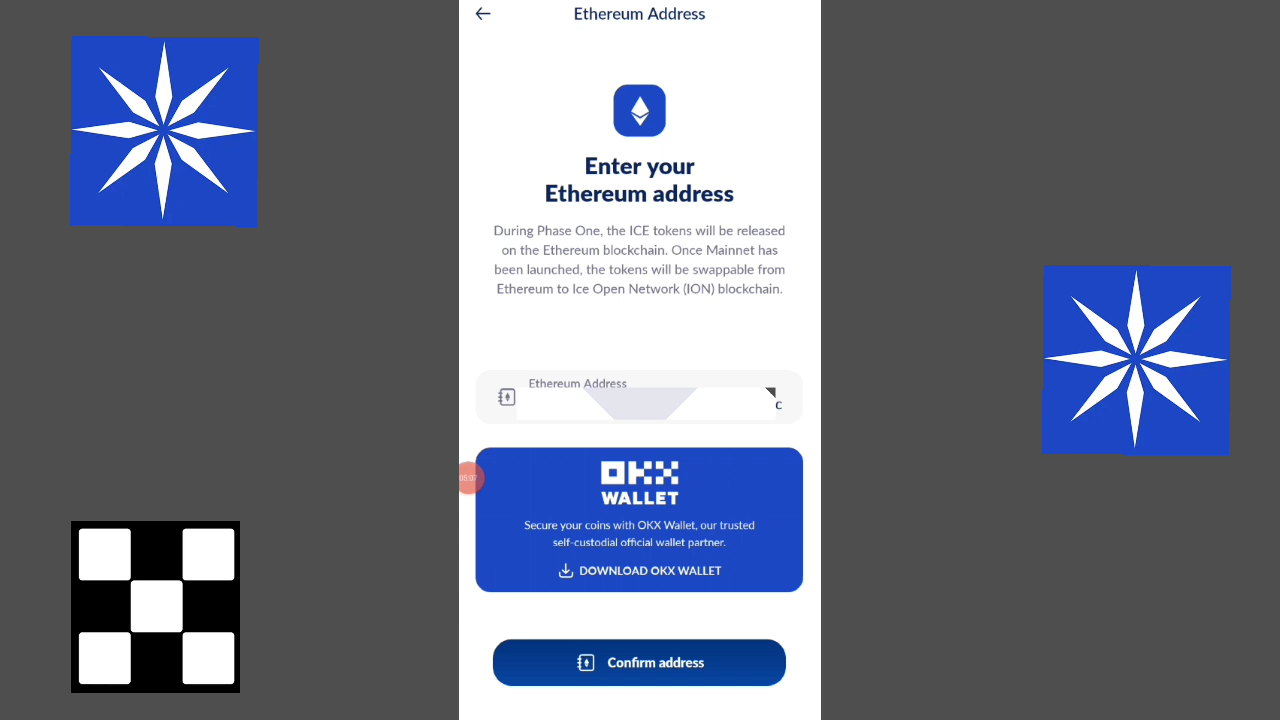 Ethereum Address
Enter your
Ethereum address
During Phase One, the ICE tokens will be released
on the Ethereum blockchain. Once Mainnet has
been launched, the tokens will be swappable from
Ethereum to Ice Open Network (ION) blockchain.
Ethereum Address
C
05:07
OKX
WALLET
Secure your coins with OKX Wallet, our trusted
self-custodial official wallet partner.
DOWNLOAD OKX WALLET
Confirm address